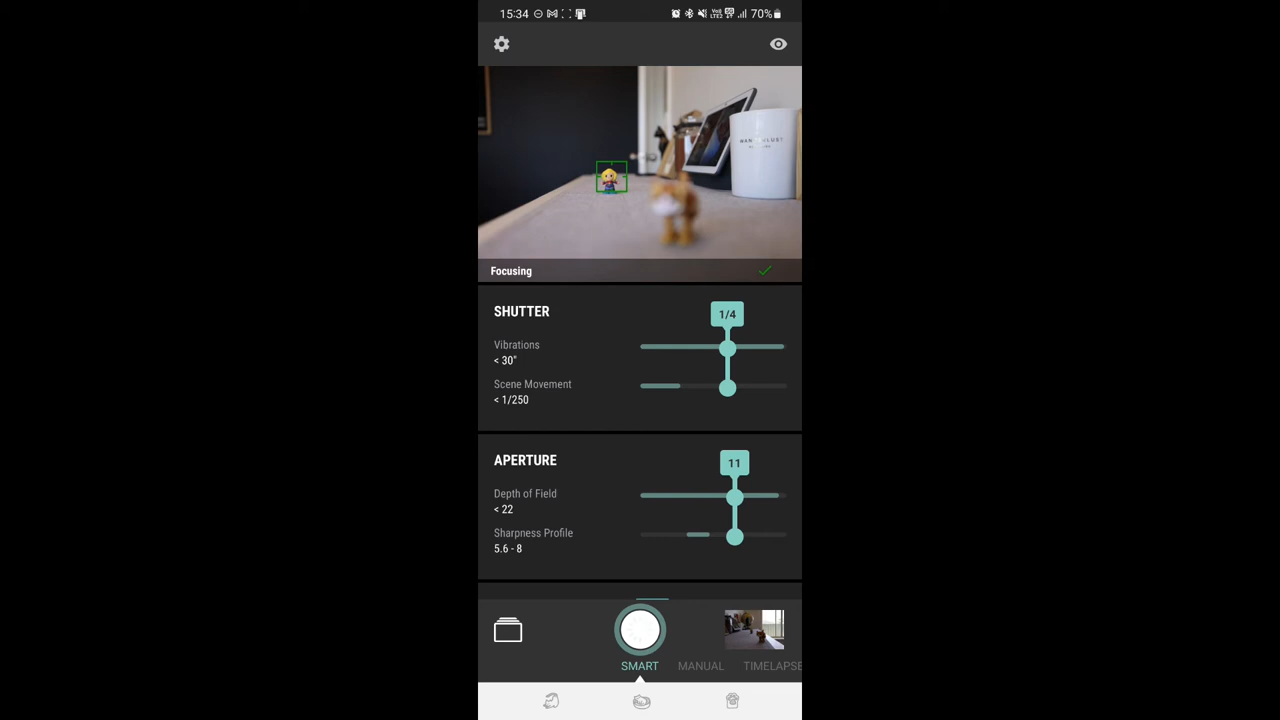 15:34 70%
WANDERLUST
Focusing
SHUTTER
1/4
Vibrations
< 30"
Scene Movement
< 1/250
APERTURE
11
Depth of Field
< 22
Sharpness Profile
5.6 - 8
SMART MANUAL TIMELAPSE